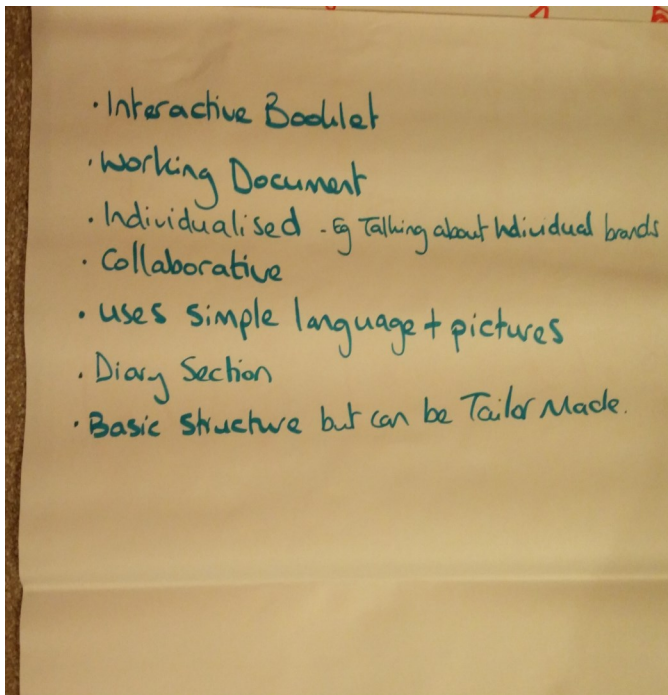 · Interactive Booklet
· Working Document
· Individualised - Eg Talking about Individual brands
· Collaborative
· uses simple language + pictures
· Diary Section
· Basic structure but can be Tailor Made.